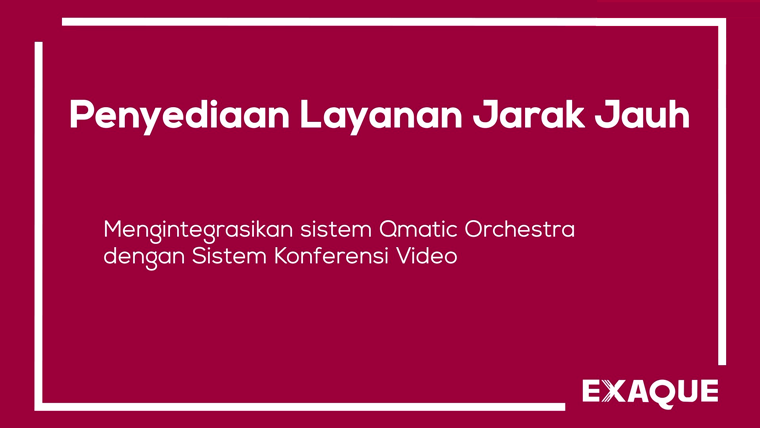 Penyediaan Layanan Jarak Jauh
Mengintegrasikan sistem Qmatic Orchestra
dengan Sistem Konferensi Video
EXAQUE